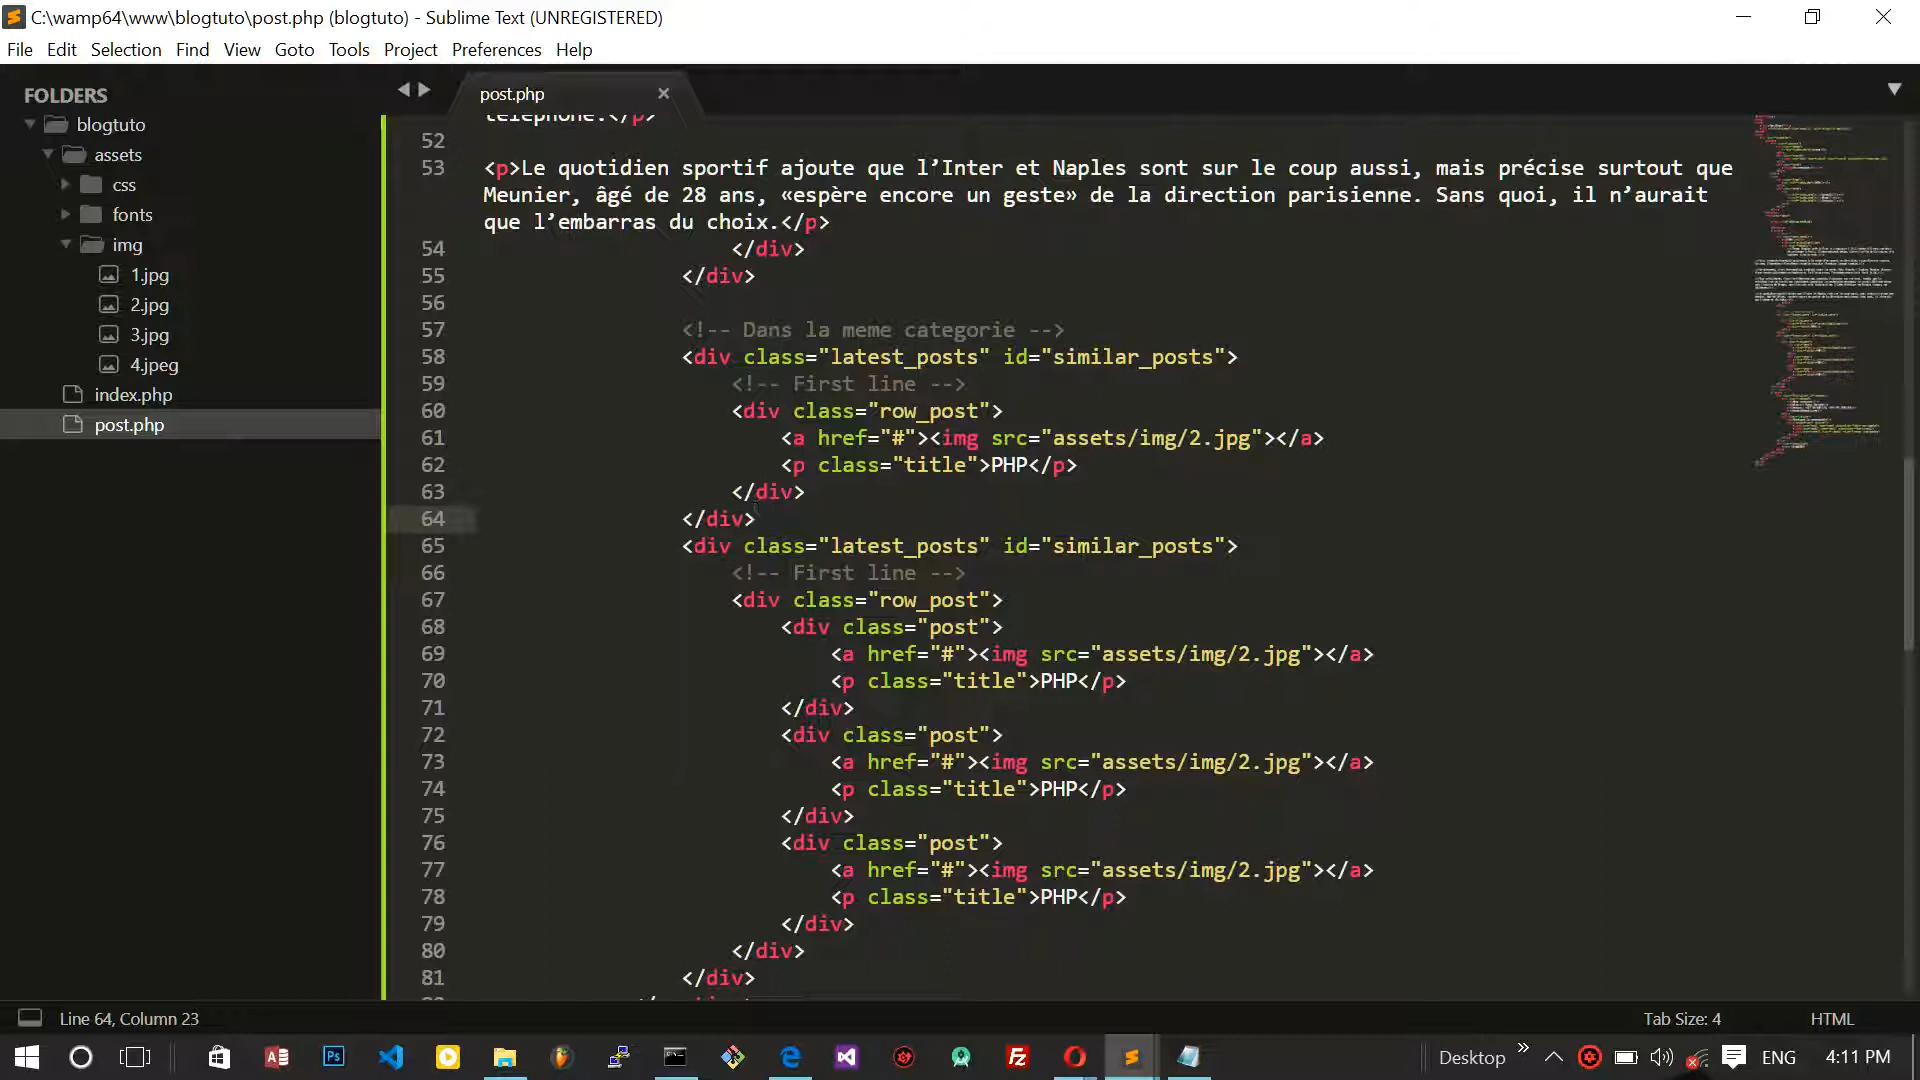 C:\wamp64\www\blogtuto\post.php (blogtuto) - Sublime Text (UNREGISTERED)
File Edit Selection Find View Goto Tools Project Preferences Help
FOLDERS
blogtuto
assets
css
fonts
img
1.jpg
2.jpg
3.jpg
4.jpeg
index.php
post.php
post.php
telephone.</p>
52
53 <p>Le quotidien sportif ajoute que l’Inter et Naples sont sur le coup aussi, mais précise surtout que
Meunier, âgé de 28 ans, «espère encore un geste» de la direction parisienne. Sans quoi, il n’aurait
que l’embarras du choix.</p>
54 </div>
55 </div>
56
57 <!-- Dans la meme categorie -->
58 <div class="latest_posts" id="similar_posts">
59 <!-- First line -->
60 <div class="row_post">
61 <a href="#"><img src="assets/img/2.jpg"></a>
62 <p class="title">PHP</p>
63 </div>
64 </div>
65 <div class="latest_posts" id="similar_posts">
66 <!-- First line -->
67 <div class="row_post">
68 <div class="post">
69 <a href="#"><img src="assets/img/2.jpg"></a>
70 <p class="title">PHP</p>
71 </div>
72 <div class="post">
73 <a href="#"><img src="assets/img/2.jpg"></a>
74 <p class="title">PHP</p>
75 </div>
76 <div class="post">
77 <a href="#"><img src="assets/img/2.jpg"></a>
78 <p class="title">PHP</p>
79 </div>
80 </div>
81 </div>
Line 64, Column 23
Tab Size: 4
HTML
Desktop
ENG
4:11 PM